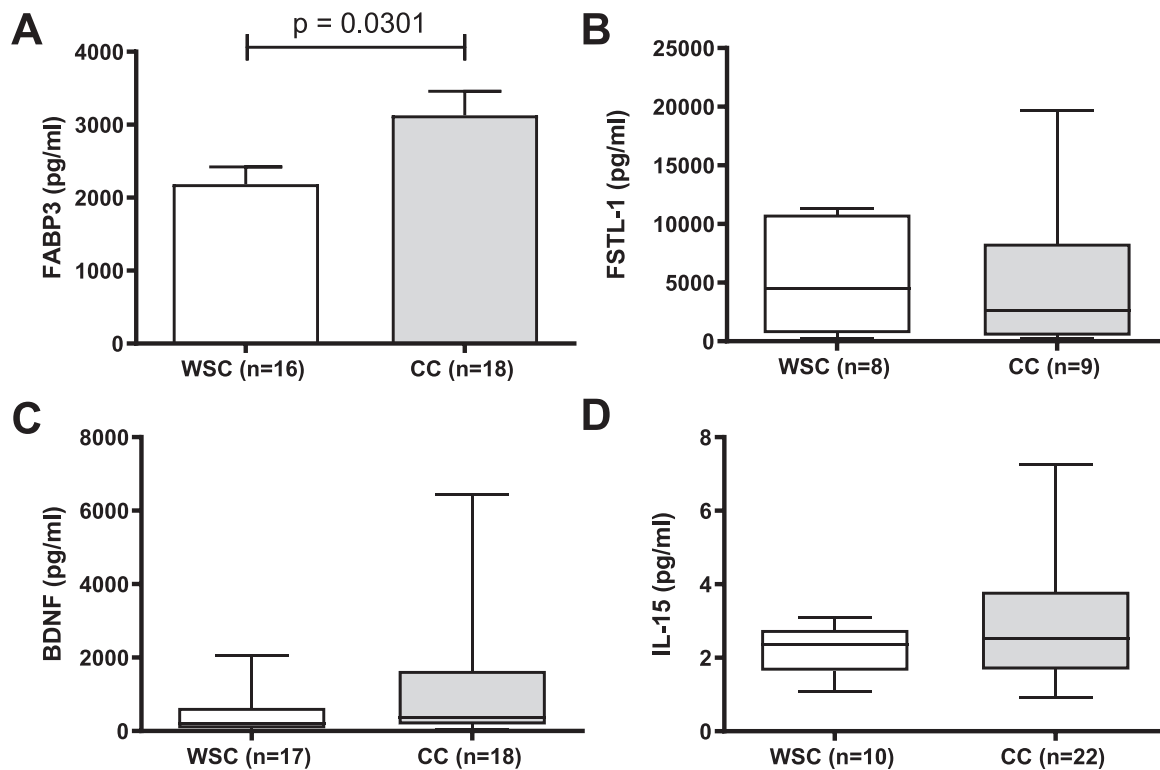 A
p = 0.0301
FABP3 (pg/ml)
4000
3000
2000
1000
0
WSC (n=16)
CC (n=18)
B
FSTL-1 (pg/ml)
25000
20000
15000
10000
5000
0
WSC (n=8)
CC (n=9)
C
BDNF (pg/ml)
8000
6000
4000
2000
0
WSC (n=17)
CC (n=18)
D
IL-15 (pg/ml)
8
6
4
2
0
WSC (n=10)
CC (n=22)